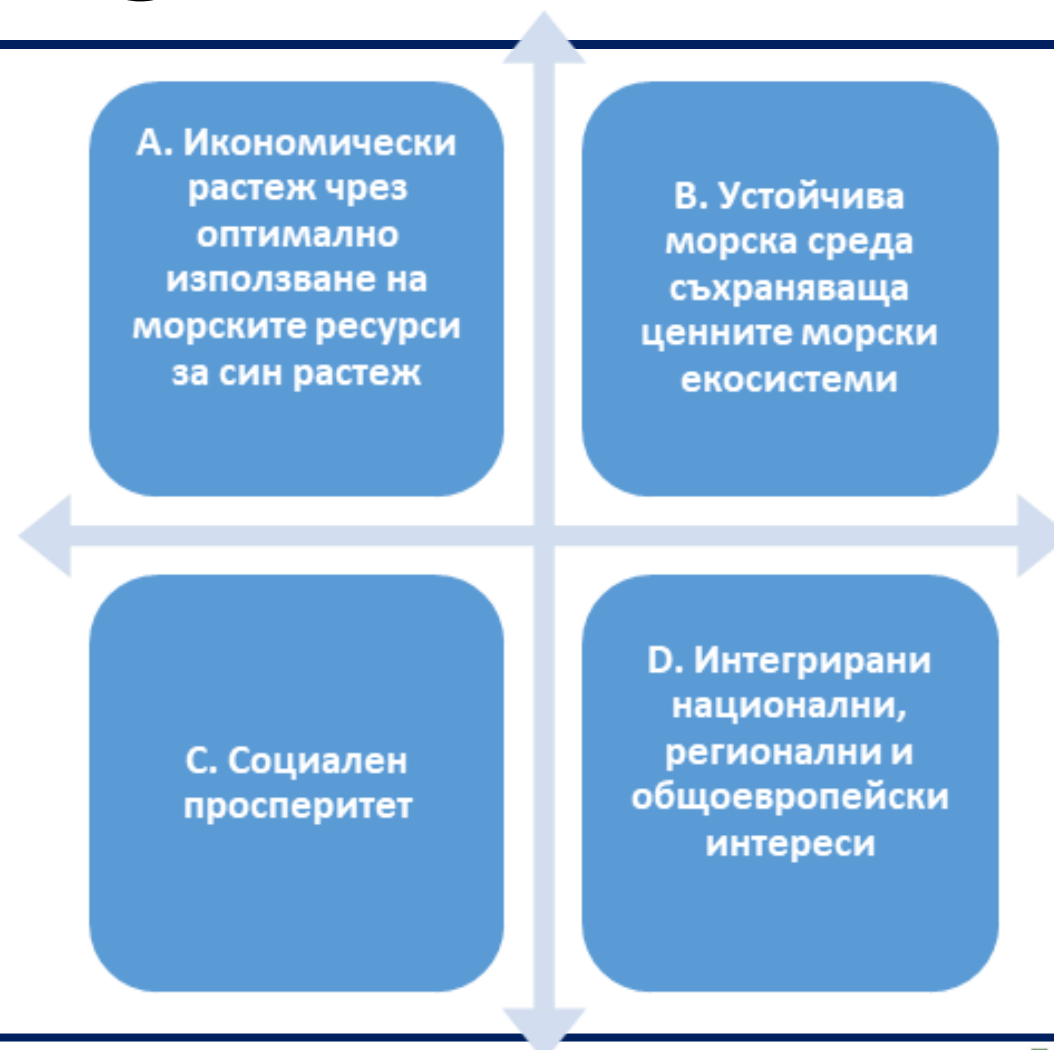 A. Икономически
растеж чрез
оптимално
използване на
морските ресурси
за син растеж
B. Устойчива
морска среда
съхраняваща
ценните морски
екосистеми
C. Социален
просперитет
D. Интегрирани
национални,
регионални и
общоевропейски
интереси